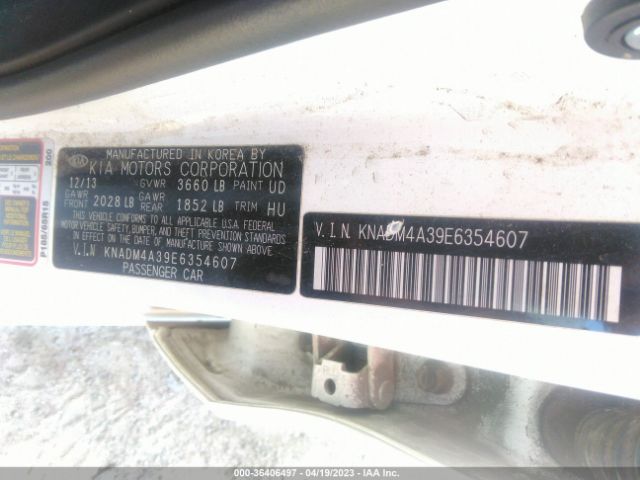 MANUFACTURED IN KOREA BY
KIA KIA MOTORS CORPORATION
12/13 GVWR 3660 LB PAINT UD
GAWR FRONT 2028 LB GAWR 1852 LB TRIM HU
THIS VEHICLE CONFORMS TO ALL APPLICABLE U.S.A. FEDERAL
MOTOR VEHICLE SAFETY, BUMPER, AND THEFT PREVENTION STANDARDS
IN EFFECT ON THE DATE OF MANUFACTURE SHOWN ABOVE.
V.I.N KNADM4A39E6354607
PASSENGER CAR
V.I.N. KNADM4A39E6354607
P185/65R15
200
000-36406497 - 04/19/2023 - IAA Inc.